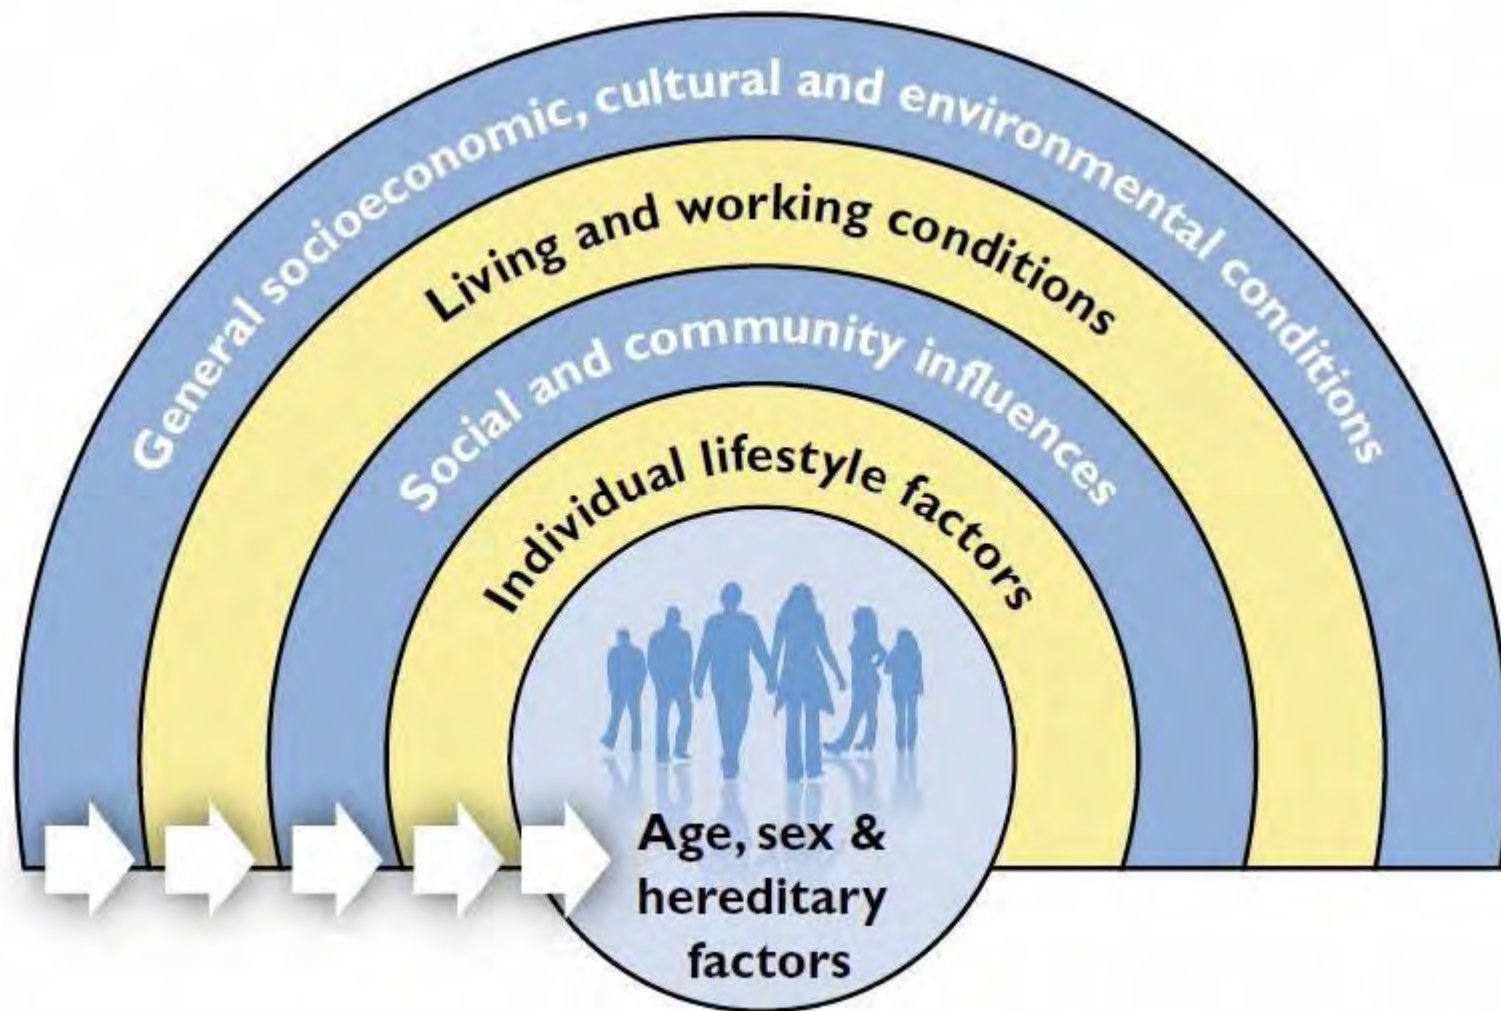 General socioeconomic, cultural and environmental conditions
Living and working conditions
Social and community influences
Individual lifestyle factors
Age, sex &
hereditary
factors